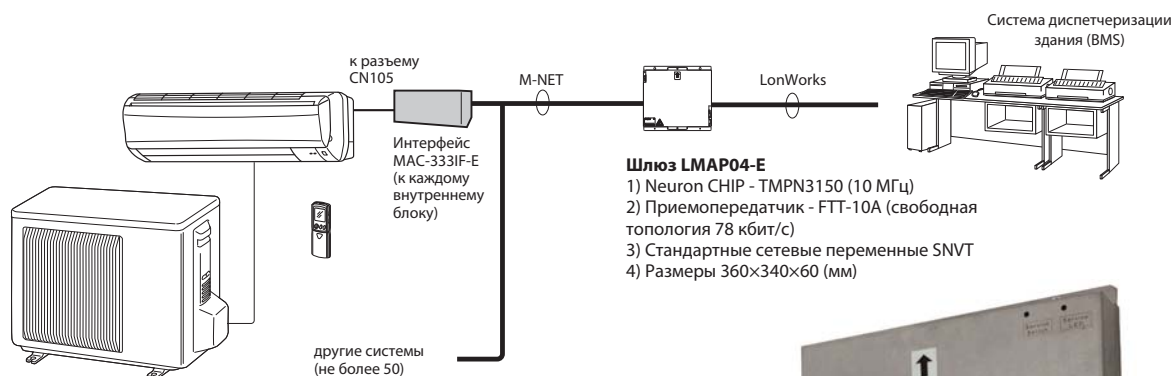 Система диспетчеризации
здания (BMS)
к разъему
CN105
M-NET
LonWorks
Интерфейс
MAC-333IF-E
(к каждому
внутреннему
блоку)
Шлюз LMAP04-E
1) Neuron CHIP - TMPN3150 (10 МГц)
2) Приемопередатчик - FTT-10A (свободная
топология 78 кбит/с)
3) Стандартные сетевые переменные SNVT
4) Размеры 360×340×60 (мм)
другие системы
(не более 50)